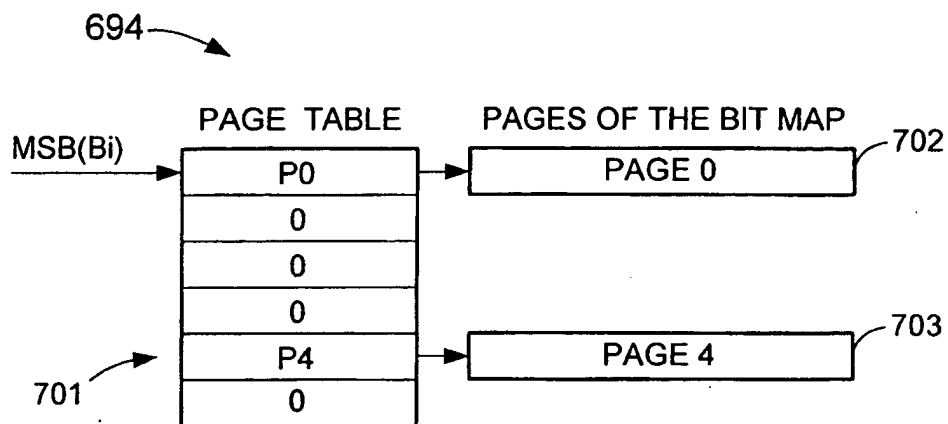 694
PAGE TABLE PAGES OF THE BIT MAP
MSB(Bi)
P0 PAGE 0 702
0
0
0
P4 PAGE 4 703
701
0